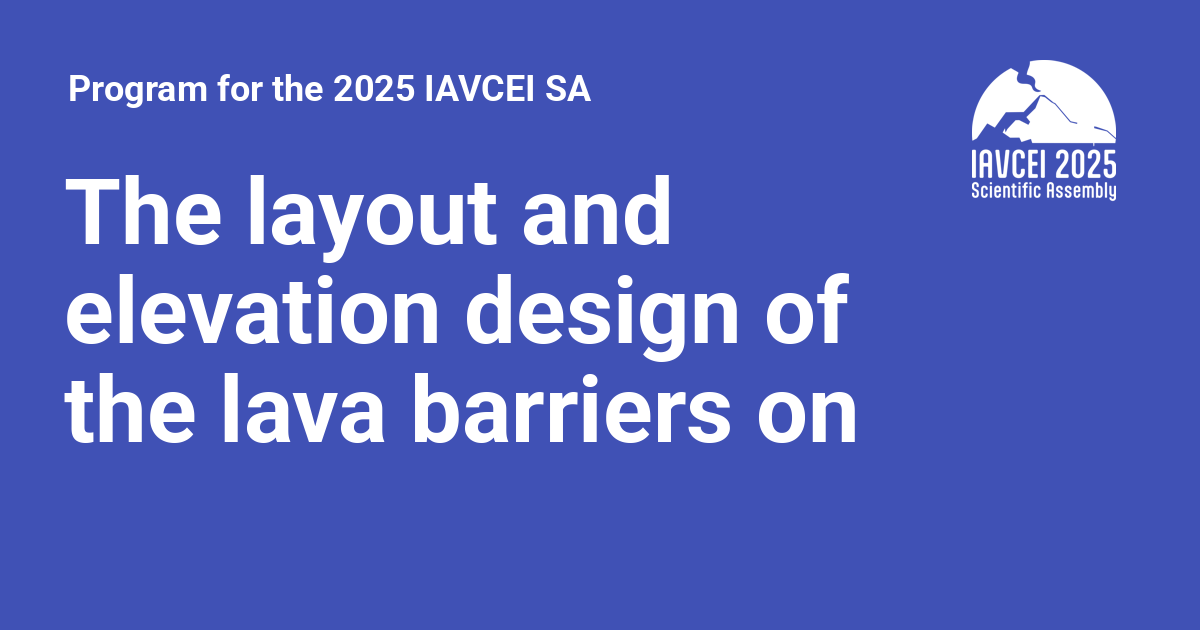 Program for the 2025 IAVCEI SA
IAVCEI 2025
Scientific Assembly
The layout and
elevation design of
the lava barriers on